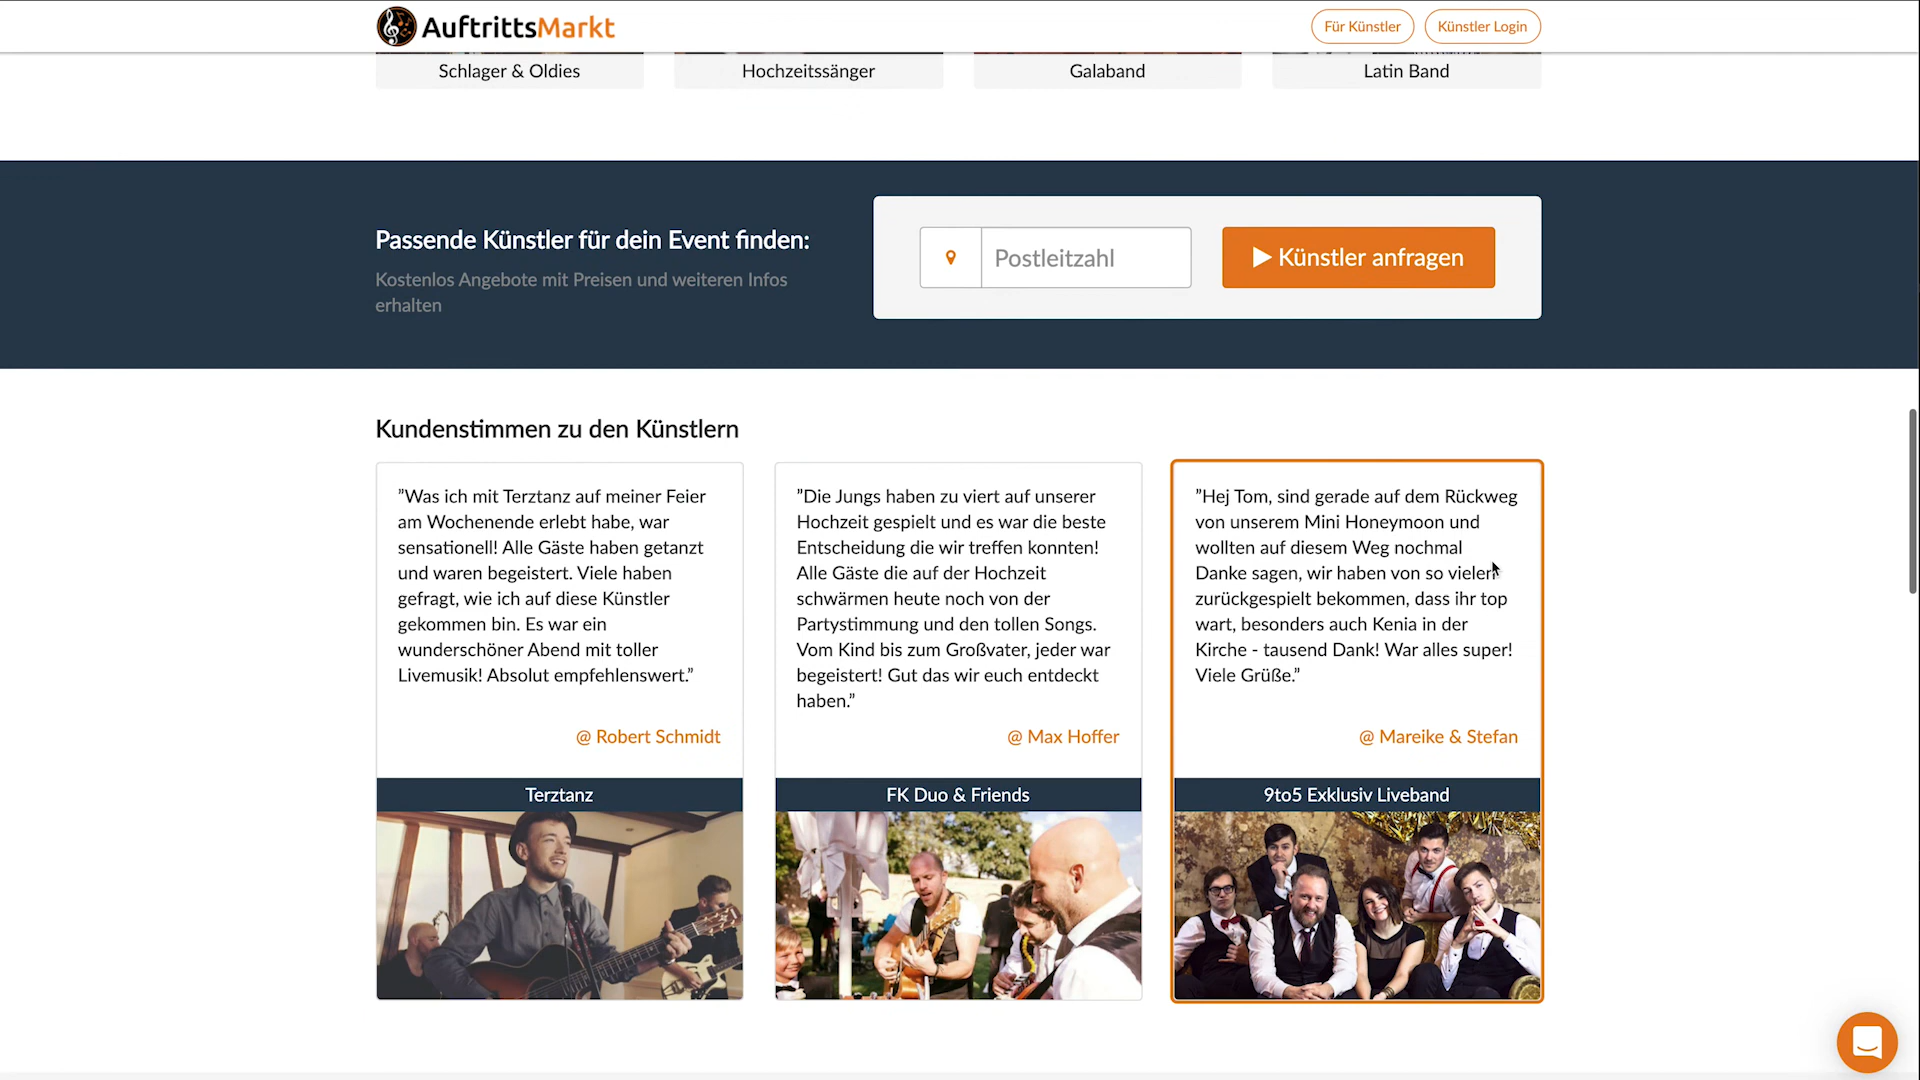 AuftrittsMarkt
Für Künstler
Künstler Login
Schlager & Oldies
Hochzeitssänger
Galaband
Latin Band
Passende Künstler für dein Event finden:
Kostenlos Angebote mit Preisen und weiteren Infos
erhalten
Postleitzahl
Künstler anfragen
Kundenstimmen zu den Künstlern
”Was ich mit Terztanz auf meiner Feier
am Wochenende erlebt habe, war
sensationell! Alle Gäste haben getanzt
und waren begeistert. Viele haben
gefragt, wie ich auf diese Künstler
gekommen bin. Es war ein
wunderschöner Abend mit toller
Livemusik! Absolut empfehlenswert.”
@ Robert Schmidt
Terztanz
”Die Jungs haben zu viert auf unserer
Hochzeit gespielt und es war die beste
Entscheidung die wir treffen konnten!
Alle Gäste die auf der Hochzeit
schwärmen heute noch von der
Partystimmung und den tollen Songs.
Vom Kind bis zum Großvater, jeder war
begeistert! Gut das wir euch entdeckt
haben.”
@ Max Hoffer
FK Duo & Friends
”Hej Tom, sind gerade auf dem Rückweg
von unserem Mini Honeymoon und
wollten auf diesem Weg nochmal
Danke sagen, wir haben von so vielen
zurückgespielt bekommen, dass ihr top
wart, besonders auch Kenia in der
Kirche - tausend Dank! War alles super!
Viele Grüße.”
@ Mareike & Stefan
9to5 Exklusiv Liveband